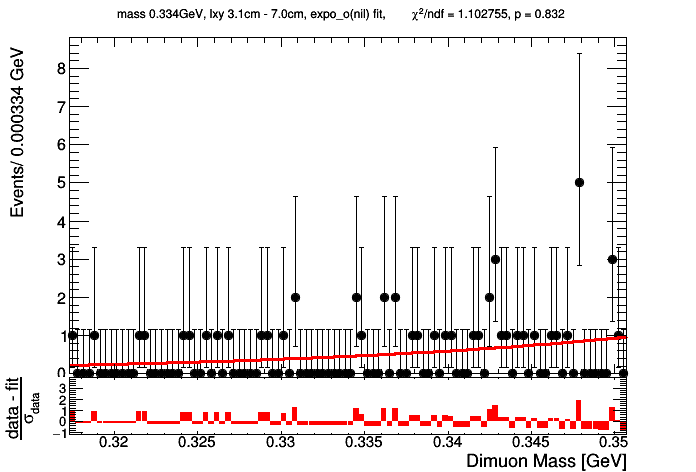 mass 0.334GeV, lxy 3.1cm - 7.0cm, expo_o(nil) fit, χ²/ndf = 1.102755, p = 0.832
Events/ 0.000334 GeV
8
7
6
5
4
3
2
1
0
data - fit
σdata
3
2
1
0
−1
0.32 0.325 0.33 0.335 0.34 0.345 0.35
Dimuon Mass [GeV]